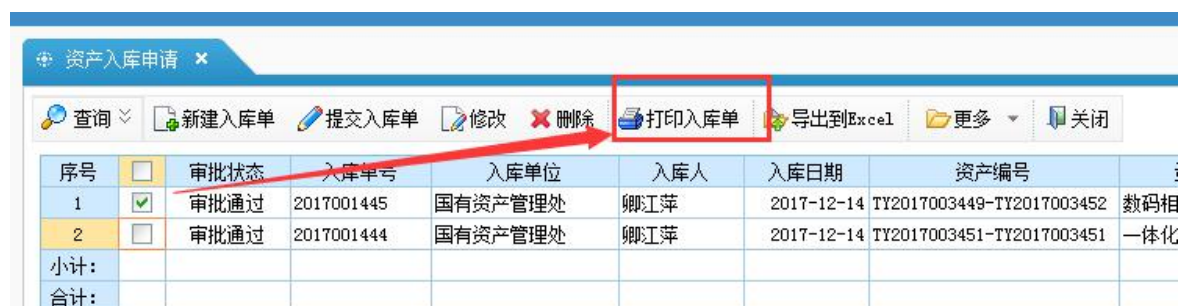 资产入库申请
查询 新建入库单 提交入库单 修改 删除 打印入库单 导出到Excel 更多 关闭
序号 审批状态 入库单号 入库单位 入库人 入库日期 资产编号
1 审批通过 2017001445 国有资产管理处 卿江萍 2017-12-14 TY2017003449-TY2017003452 数码相
2 审批通过 2017001444 国有资产管理处 卿江萍 2017-12-14 TY2017003451-TY2017003451 一体化
小计:
合计: